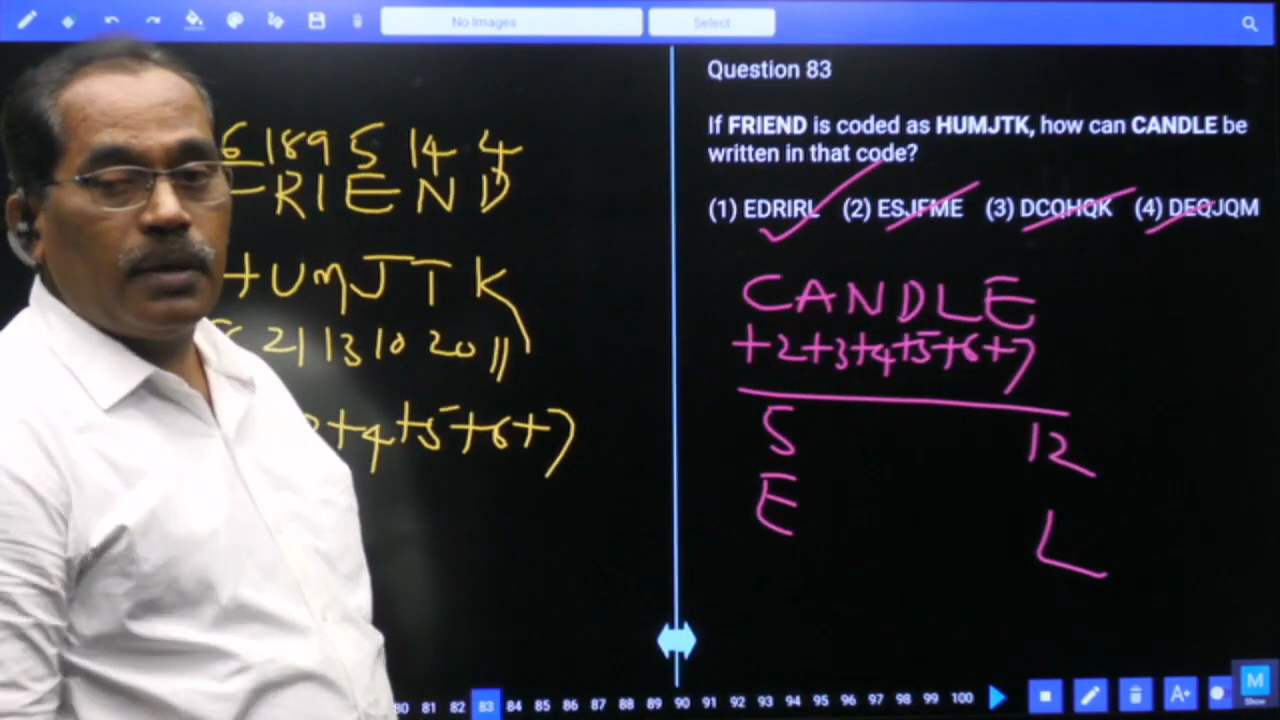 No Images Select
6 18 9 5 14 4
FRIEND
HUMJTK
8 21 13 10 20 11
+4+5+6+7
Question 83
If FRIEND is coded as HUMJTK, how can CANDLE be
written in that code?
(1) EDRIRL (2) ESJFME (3) DCQHQK (4) DEQJQM
CANDLE
+2+3+4+5+6+7
5 12
E L
80 81 82 83 84 85 86 87 88 89 90 91 92 93 94 95 96 97 98 99 100
A+
M
Show